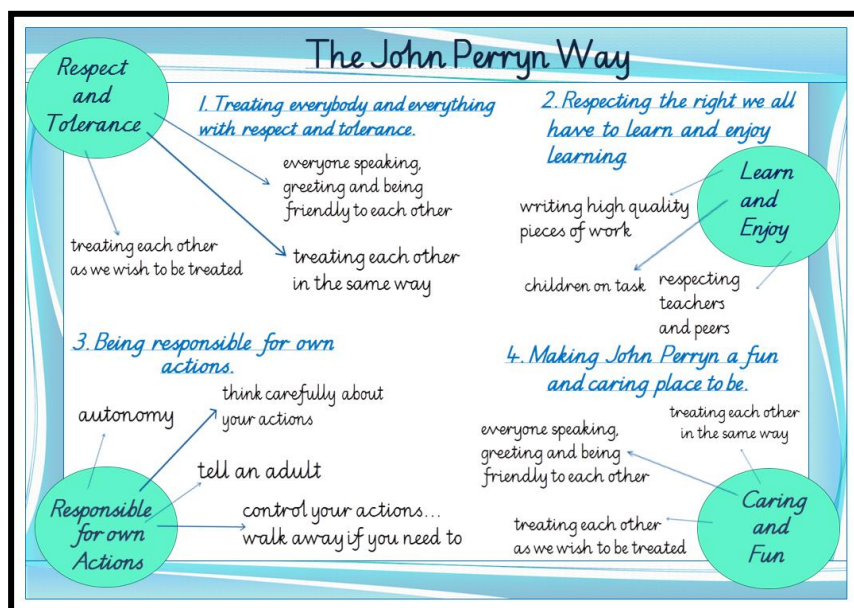 The John Perryn Way
Respect
and
Tolerance
1. Treating everybody and everything
with respect and tolerance.
everyone speaking,
greeting and being
friendly to each other
treating each other
as we wish to be treated
treating each other
in the same way
2. Respecting the right we all
have to learn and enjoy
learning
Learn
and
Enjoy
writing high quality
pieces of work
children on task
respecting
teachers
and peers
3. Being responsible for own
actions.
think carefully about
your actions
autonomy
tell an adult
control your actions...
walk away if you need to
Responsible
for own
Actions
4. Making John Perryn a fun
and caring place to be.
treating each other
in the same way
everyone speaking,
greeting and being
friendly to each other
treating each other
as we wish to be treated
Caring
and
Fun